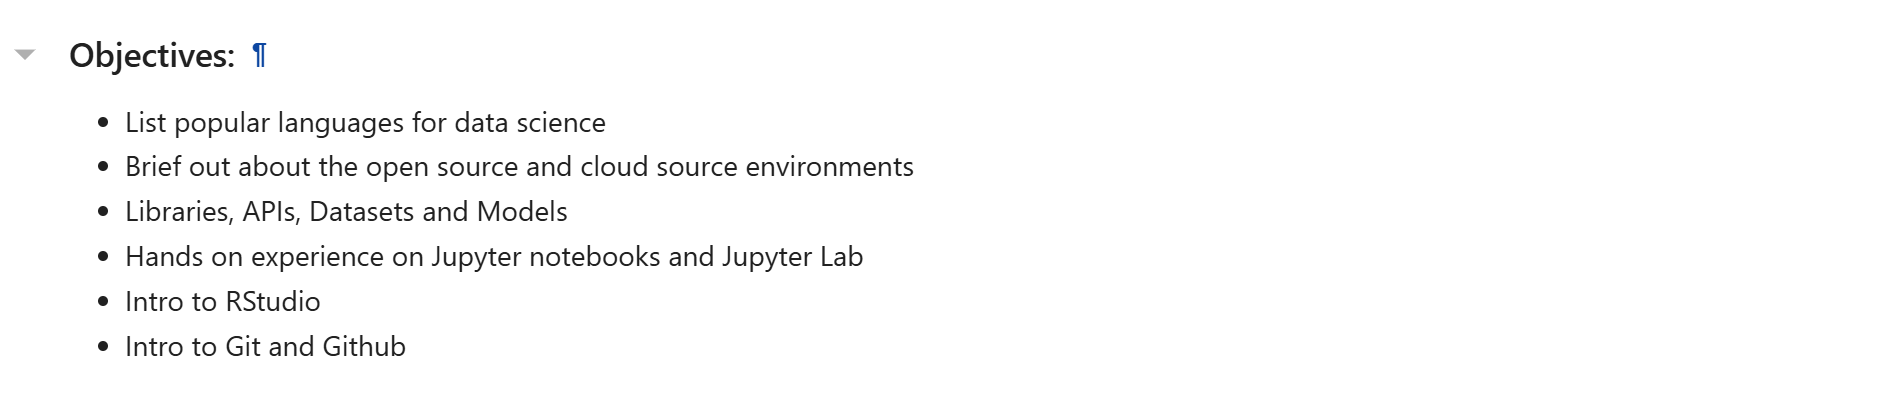 Objectives: ¶
• List popular languages for data science
• Brief out about the open source and cloud source environments
• Libraries, APIs, Datasets and Models
• Hands on experience on Jupyter notebooks and Jupyter Lab
• Intro to RStudio
• Intro to Git and Github